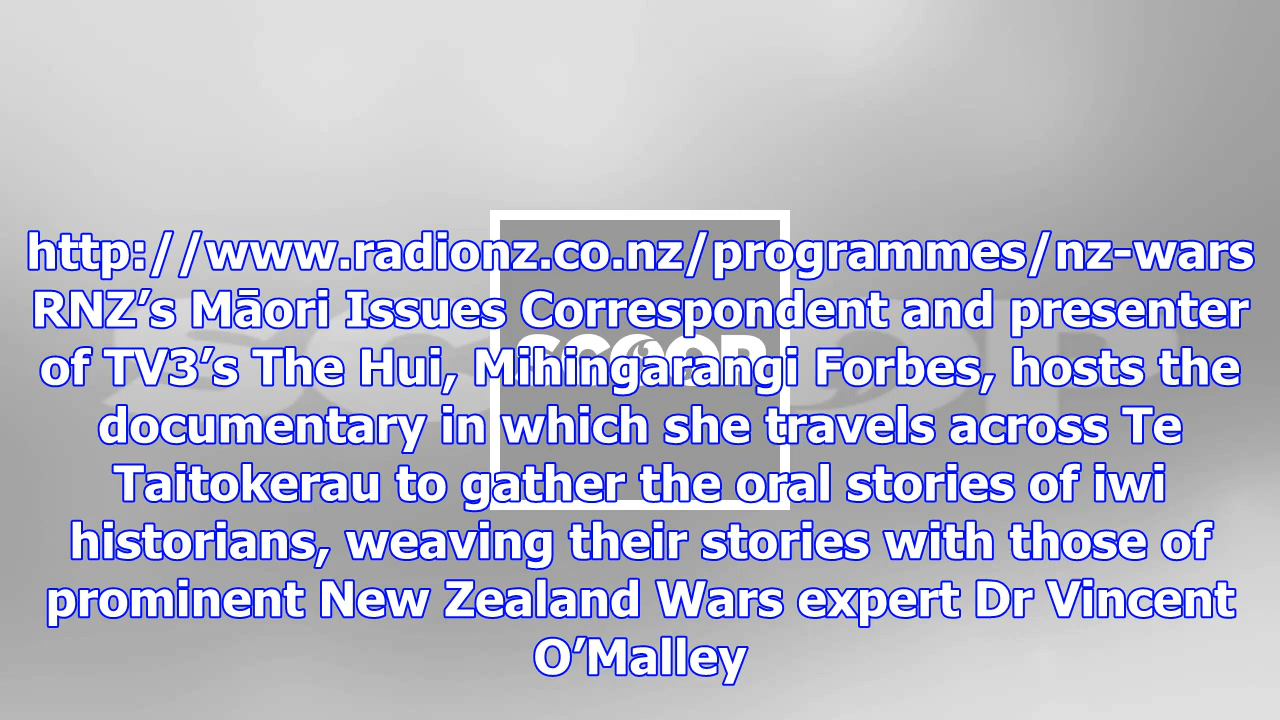 http://www.radionz.co.nz/programmes/nz-wars
RNZ’s Māori Issues Correspondent and presenter
of TV3’s The Hui, Mihingarangi Forbes, hosts the
documentary in which she travels across Te
Taitokerau to gather the oral stories of iwi
historians, weaving their stories with those of
prominent New Zealand Wars expert Dr Vincent
O’Malley
SCOOP